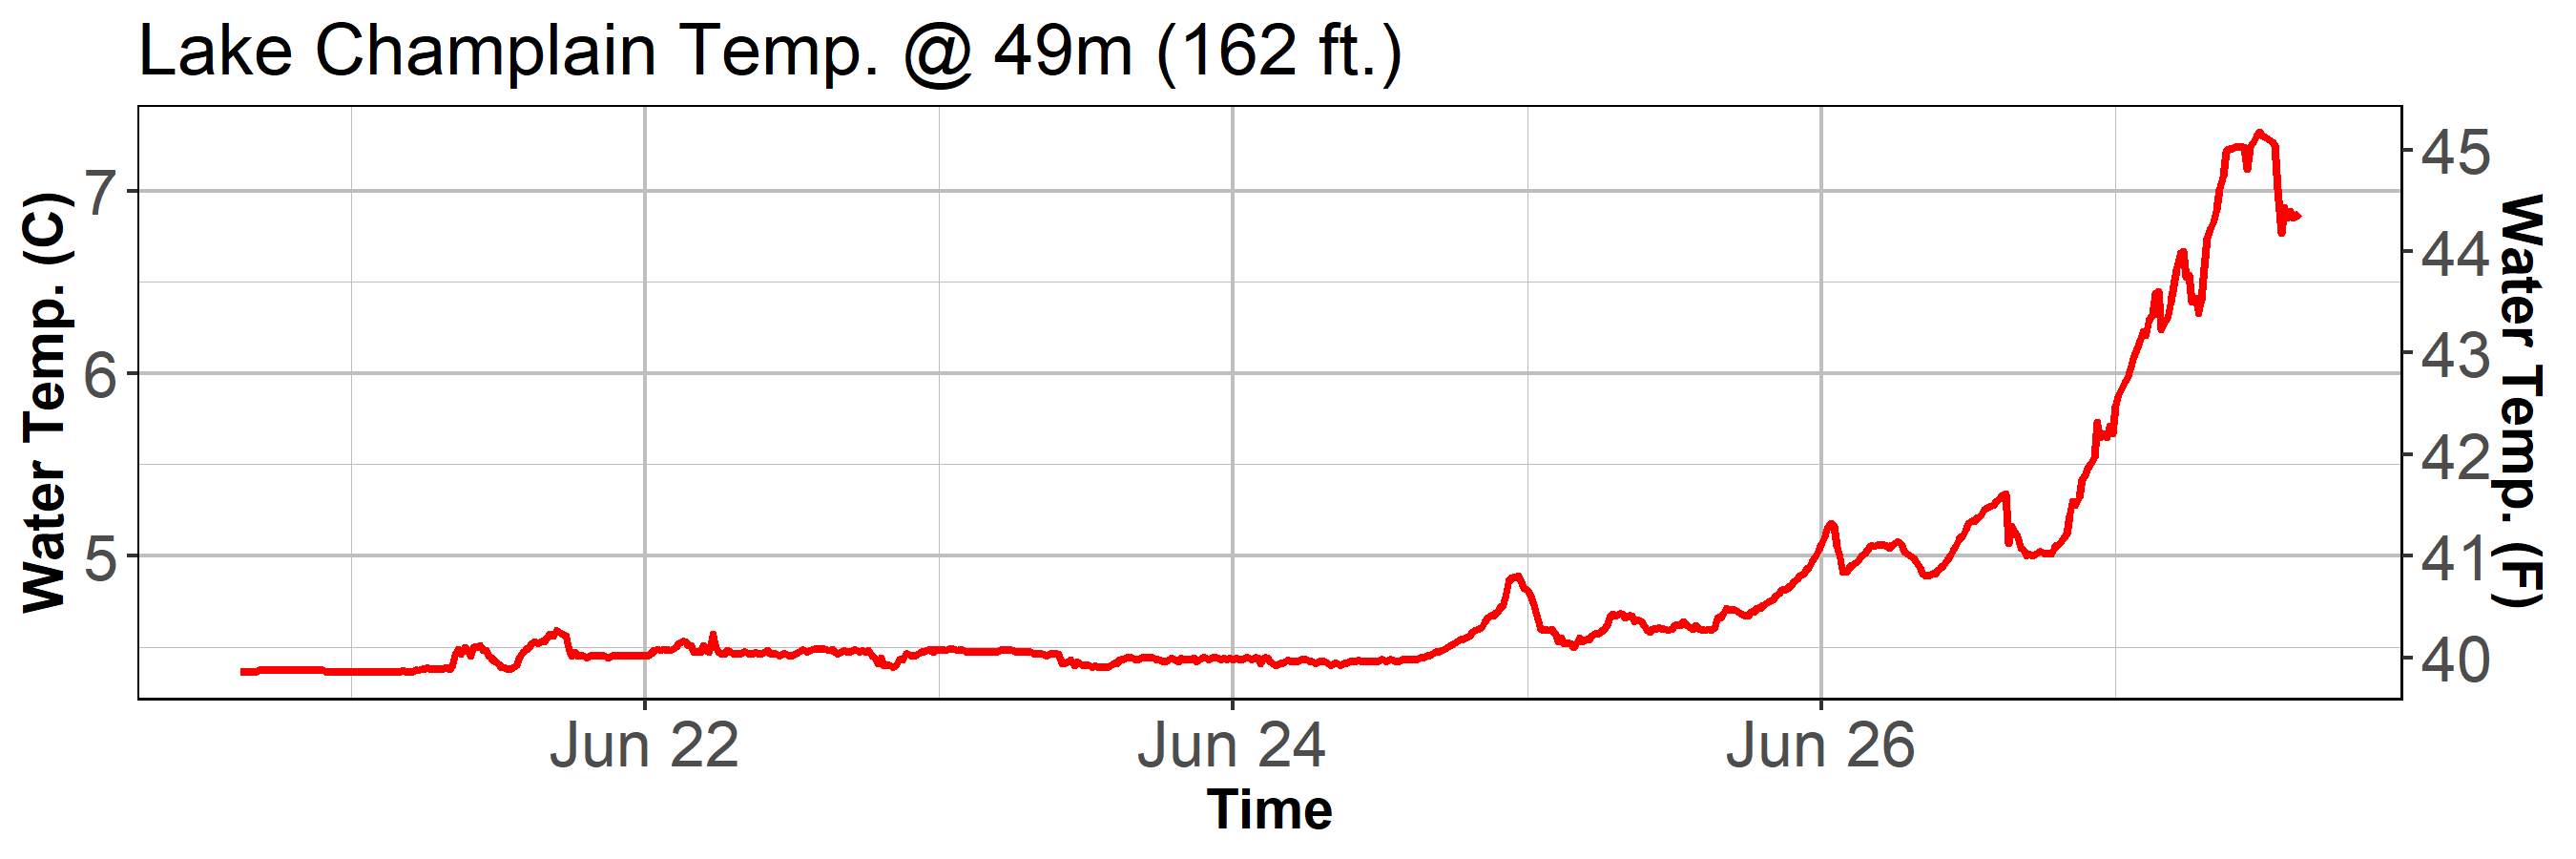 Lake Champlain Temp. @ 49m (162 ft.)
Water Temp. (C)
7
6
5
45
44
43
42
41
40
Water Temp. (F)
Jun 22
Jun 24
Jun 26
Time